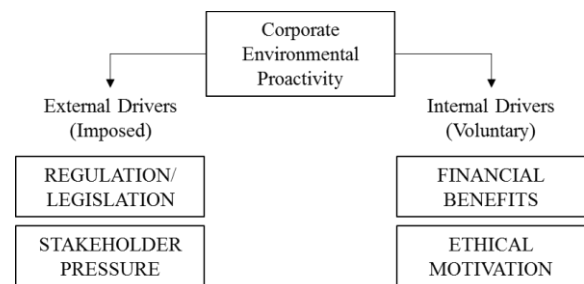 Corporate
Environmental
Proactivity
External Drivers
(Imposed)
REGULATION/
LEGISLATION
STAKEHOLDER
PRESSURE
Internal Drivers
(Voluntary)
FINANCIAL
BENEFITS
ETHICAL
MOTIVATION